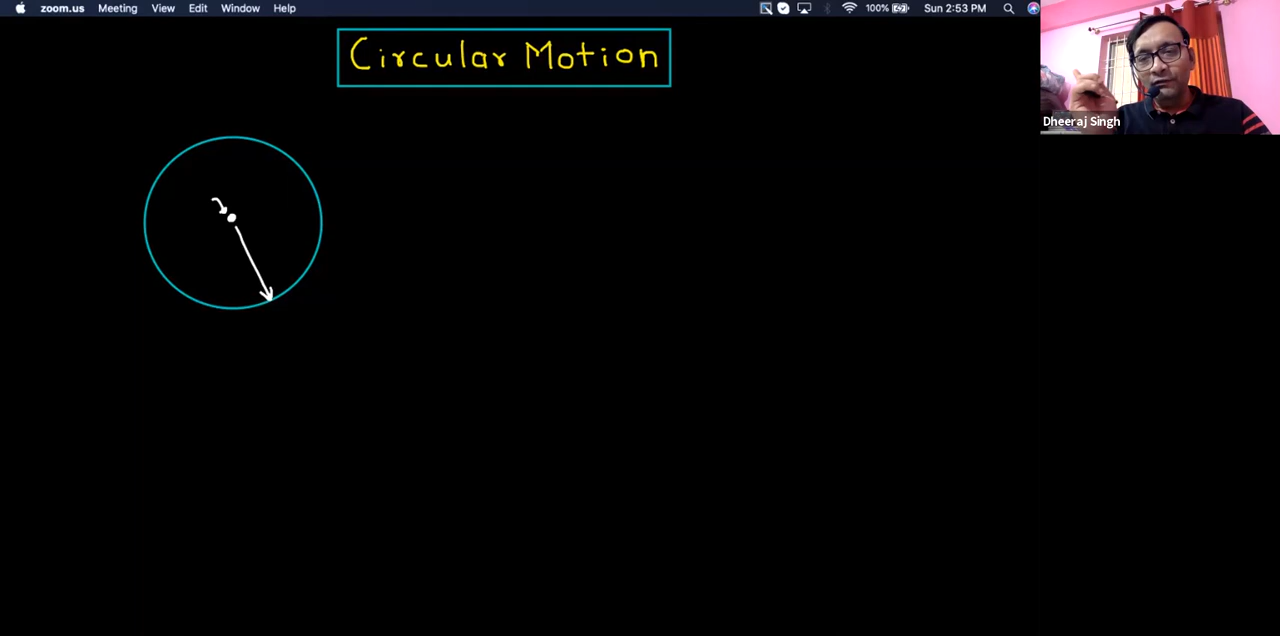 zoom.us Meeting View Edit Window Help 100% Sun 2:53 PM
Circular Motion
Dheeraj Singh